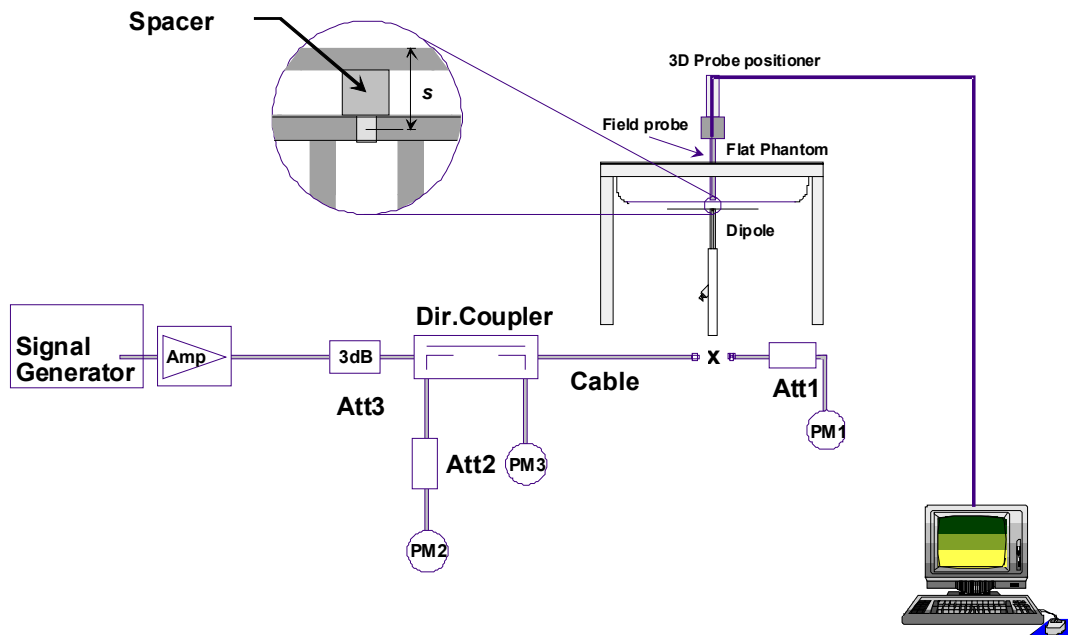 Spacer
s
3D Probe positioner
Field probe
Flat Phantom
Dipole
Dir.Coupler
Signal
Generator
Amp
3dB
Att3
Cable
x
Att1
PM1
Att2
PM3
PM2